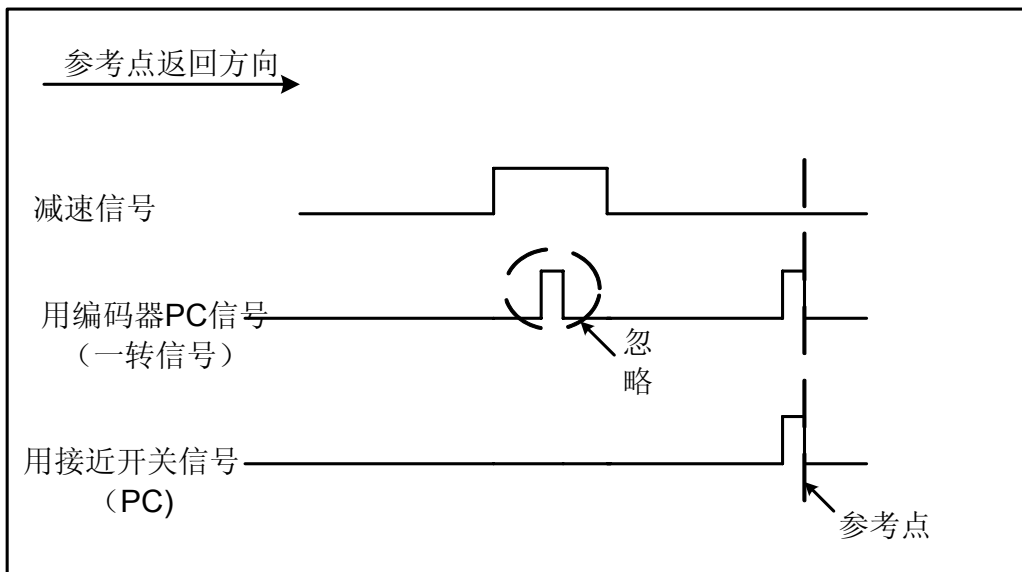 参考点返回方向
减速信号
用编码器PC信号
（一转信号）
忽
略
用接近开关信号
（PC)
参考点